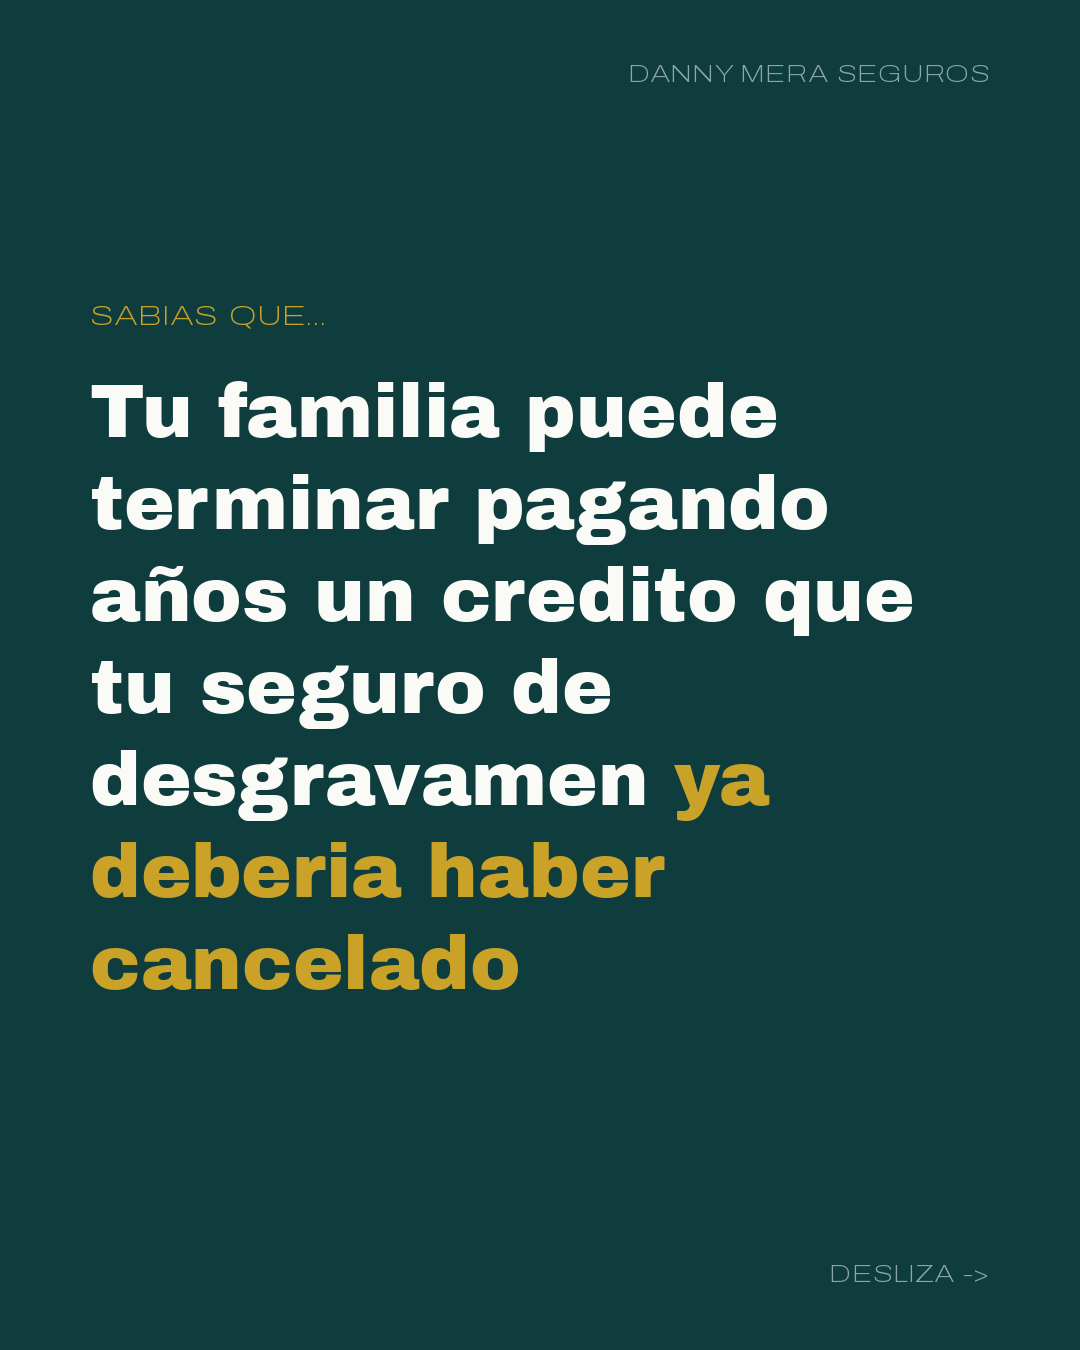 DANNY MERA SEGUROS
SABIAS QUE...
Tu familia puede
terminar pagando
años un credito que
tu seguro de
desgravamen ya
deberia haber
cancelado
DESLIZA ->